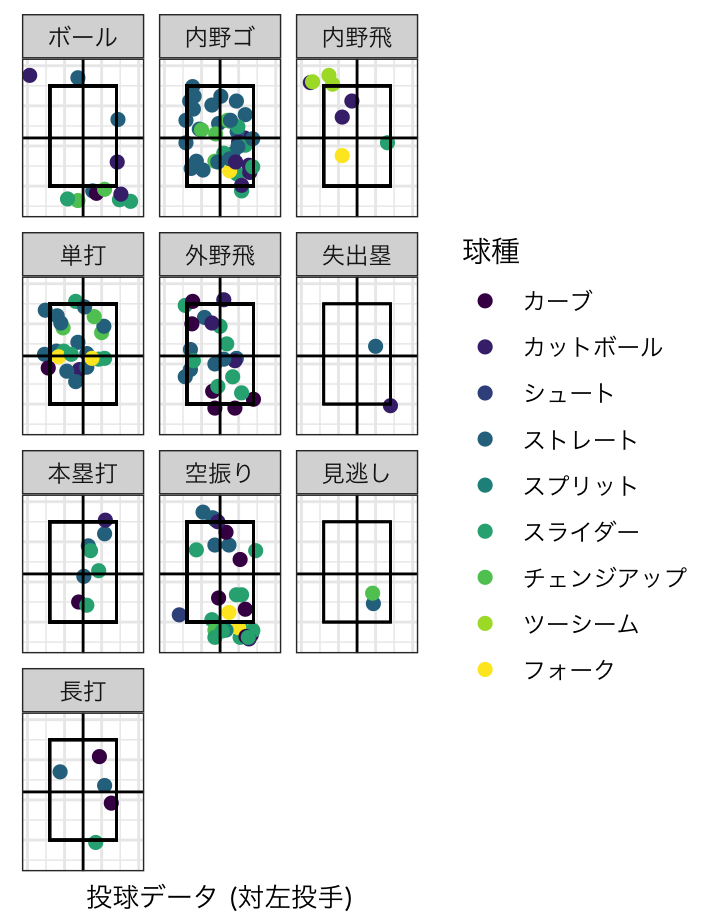 ボール
内野ゴ
内野飛
単打
外野飛
失出塁
本塁打
空振り
見逃し
長打
球種
カーブ
カットボール
シュート
ストレート
スプリット
スライダー
チェンジアップ
ツーシーム
フォーク
投球データ (対左投手)